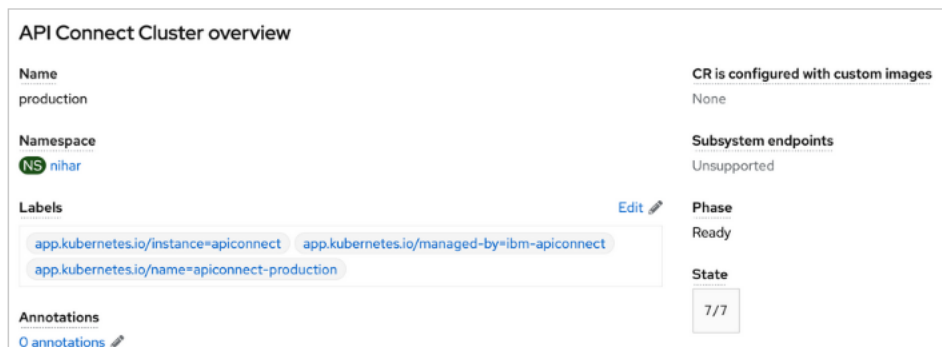 API Connect Cluster overview
Name
production
Namespace
NS nihar
Labels
Edit
app.kubernetes.io/instance=apiconnect app.kubernetes.io/managed-by=ibm-apiconnect
app.kubernetes.io/name=apiconnect-production
Annotations
0 annotations
CR is configured with custom images
None
Subsystem endpoints
Unsupported
Phase
Ready
State
7/7